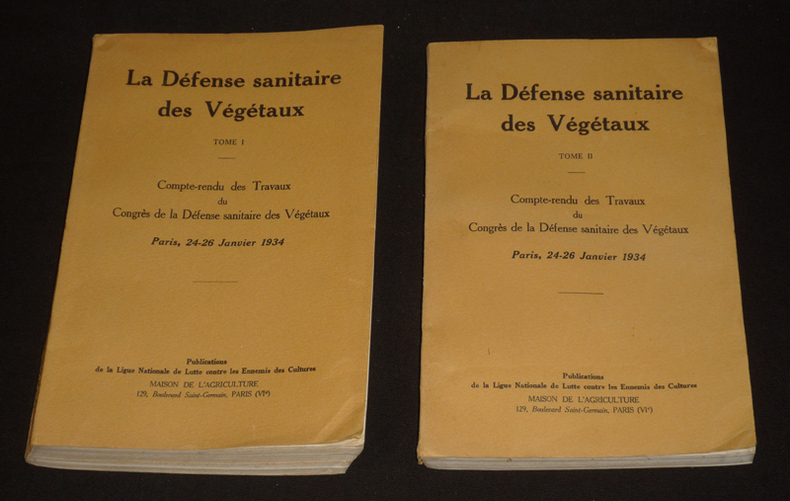 La Défense sanitaire
des Végétaux
TOME I
Compte-rendu des Travaux
du
Congrès de la Défense sanitaire des Végétaux
Paris, 24-26 Janvier 1934
Publications
de la Ligue Nationale de Lutte contre les Ennemis des Cultures
MAISON DE L'AGRICULTURE
129, Boulevard Saint-Germain, PARIS (VIᵉ)
La Défense sanitaire
des Végétaux
TOME II
Compte-rendu des Travaux
du
Congrès de la Défense sanitaire des Végétaux
Paris, 24-26 Janvier 1934
Publications
de la Ligue Nationale de Lutte contre les Ennemis des Cultures
MAISON DE L'AGRICULTURE
129, Boulevard Saint-Germain, PARIS (VIᵉ)